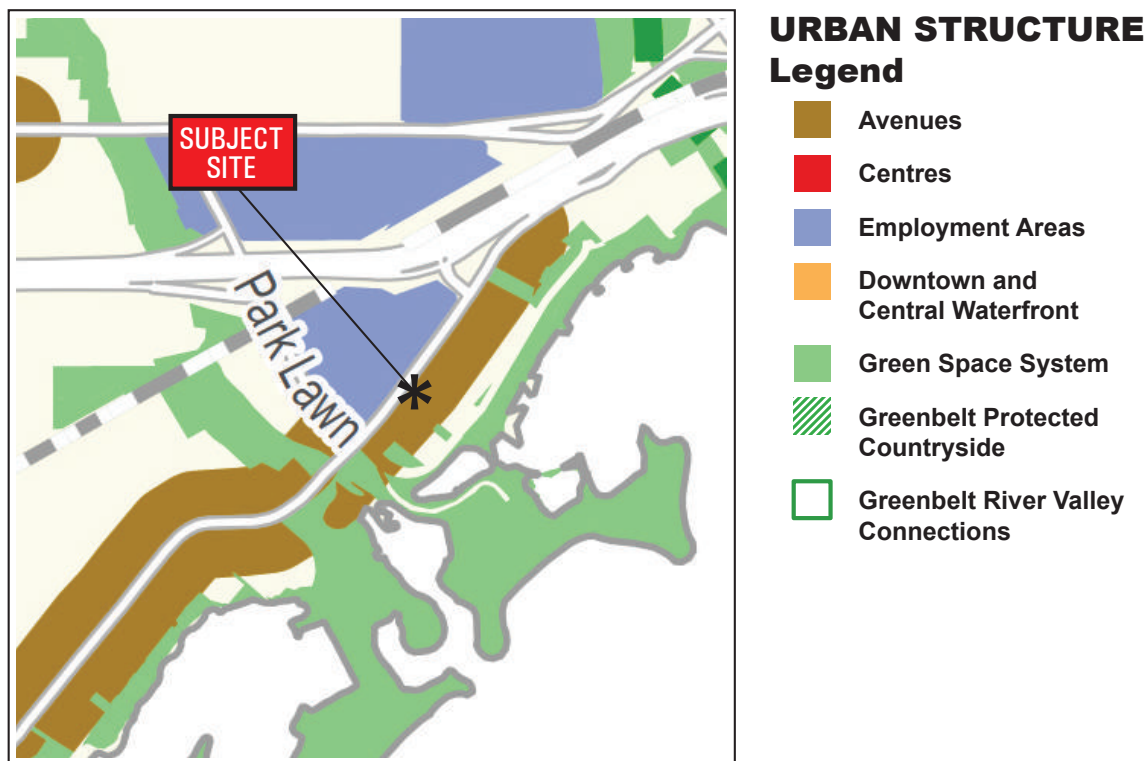 SUBJECT
SITE
Park Lawn
URBAN STRUCTURE
Legend
Avenues
Centres
Employment Areas
Downtown and
Central Waterfront
Green Space System
Greenbelt Protected
Countryside
Greenbelt River Valley
Connections